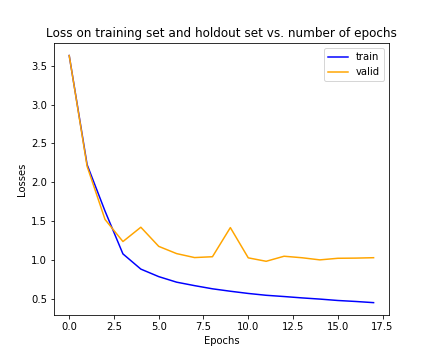 Loss on training set and holdout set vs. number of epochs
train
valid
Losses
3.5
3.0
2.5
2.0
1.5
1.0
0.5
0.0 2.5 5.0 7.5 10.0 12.5 15.0 17.5
Epochs